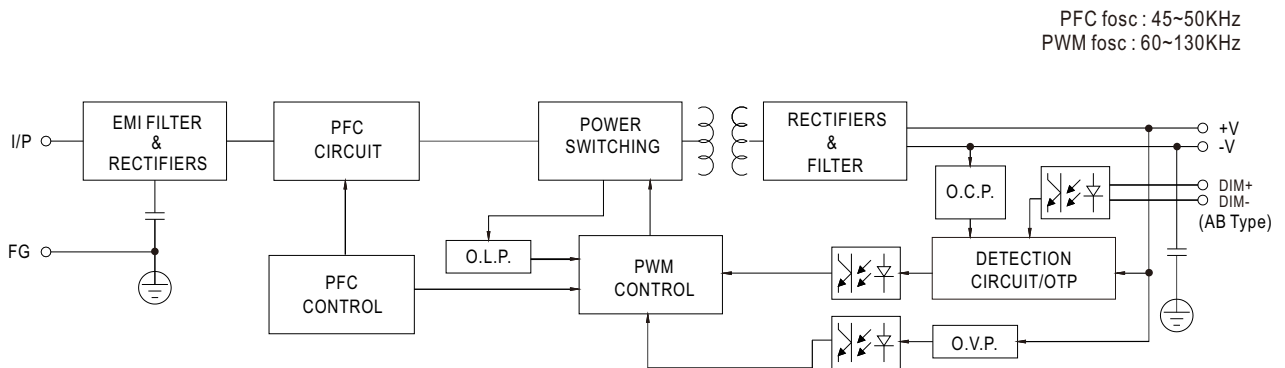 PFC fosc : 45~50KHz
PWM fosc : 60~130KHz
I/P
EMI FILTER
&
RECTIFIERS
PFC
CIRCUIT
POWER
SWITCHING
RECTIFIERS
&
FILTER
+V
-V
O.C.P.
DIM+
DIM-
(AB Type)
FG
O.L.P.
PFC
CONTROL
PWM
CONTROL
DETECTION
CIRCUIT/OTP
O.V.P.